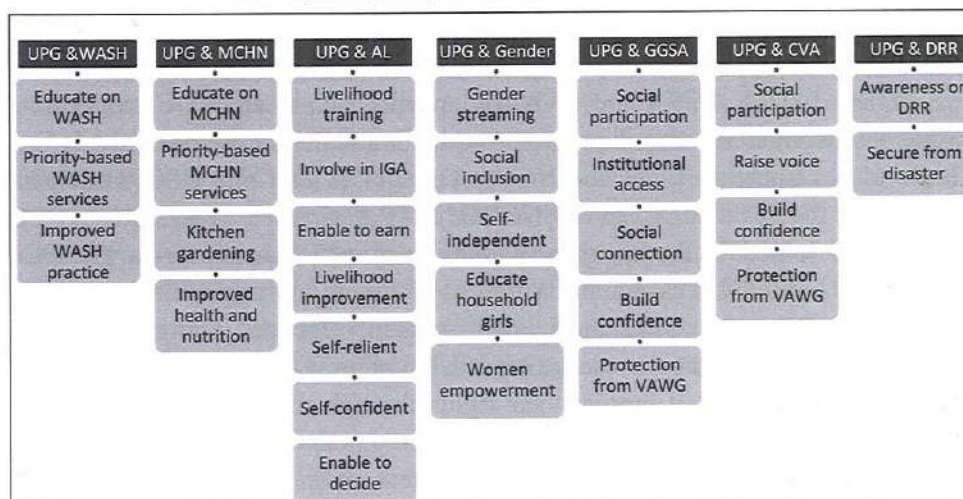 UPG &WASH
Educate on
WASH
Priority-based
WASH
services
Improved
WASH
practice
UPG & MCHN
Educate on
MCHN
Priority-based
MCHN
services
Kitchen
gardening
Improved
health and
nutrition
UPG & AL
Livelihood
training
Involve in IGA
Enable to earn
Livelihood
improvement
Self-relient
Self-confident
Enable to
decide
UPG & Gender
Gender
streaming
Social
inclusion
Self-
independent
Educate
household
girls
Women
empowerment
UPG & GGSA
Social
participation
Institutional
access
Social
connection
Build
confidence
Protection
from VAWG
UPG & CVA
Social
participation
Raise voice
Build
confidence
Protection
from VAWG
UPG & DRR
Awareness on
DRR
Secure from
disaster